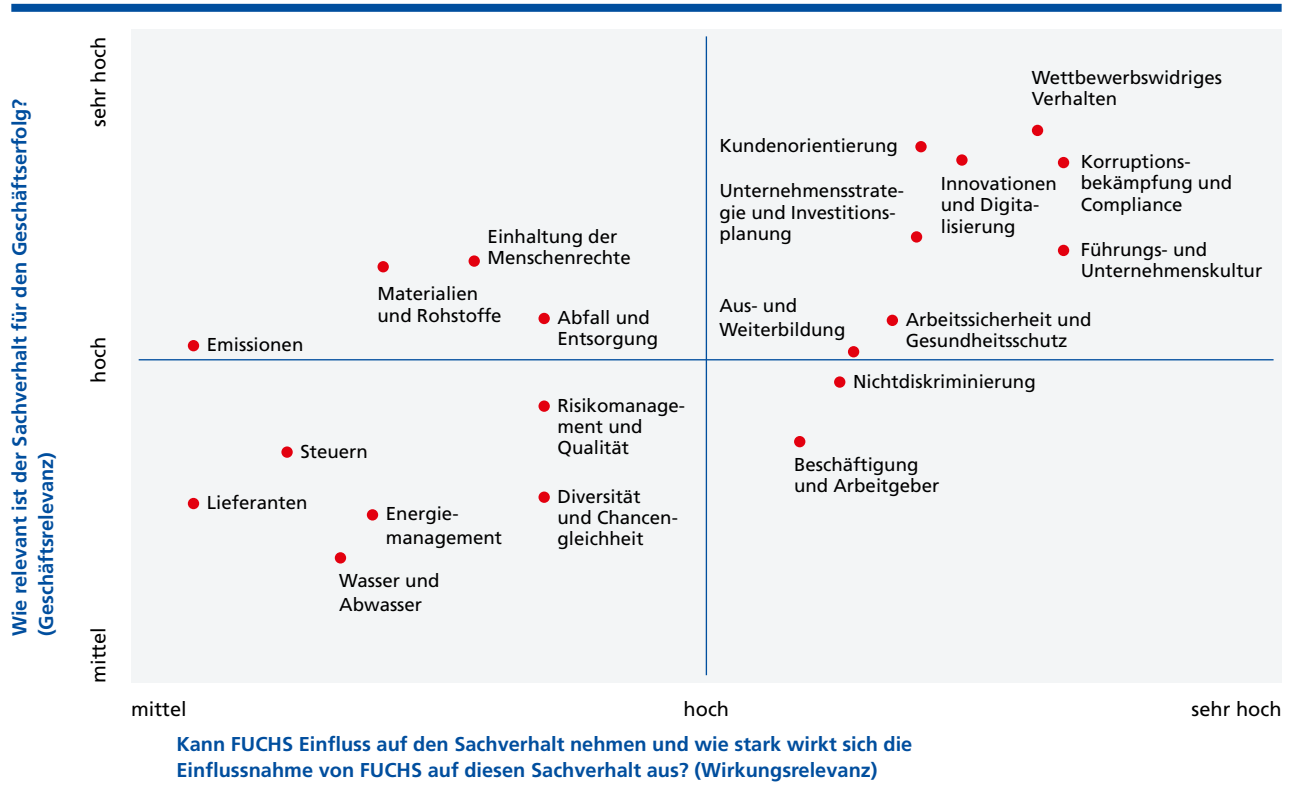 Wie relevant ist der Sachverhalt für den Geschäftserfolg?
(Geschäftsrelevanz)
sehr hoch
hoch
mittel
Wettbewerbswidriges
Verhalten
Kundenorientierung
Innovationen
und Digita-
lisierung
Korruptions-
bekämpfung und
Compliance
Unternehmensstrate-
gie und Investitions-
planung
Führungs- und
Unternehmenskultur
Einhaltung der
Menschenrechte
Materialien
und Rohstoffe
Abfall und
Entsorgung
Emissionen
Aus- und
Weiterbildung
Arbeitssicherheit und
Gesundheitsschutz
Nichtdiskriminierung
Risikomanage-
ment und
Qualität
Beschäftigung
und Arbeitgeber
Steuern
Lieferanten
Energie-
management
Diversität
und Chancen-
gleichheit
Wasser und
Abwasser
mittel
hoch
sehr hoch
Kann FUCHS Einfluss auf den Sachverhalt nehmen und wie stark wirkt sich die
Einflussnahme von FUCHS auf diesen Sachverhalt aus? (Wirkungsrelevanz)